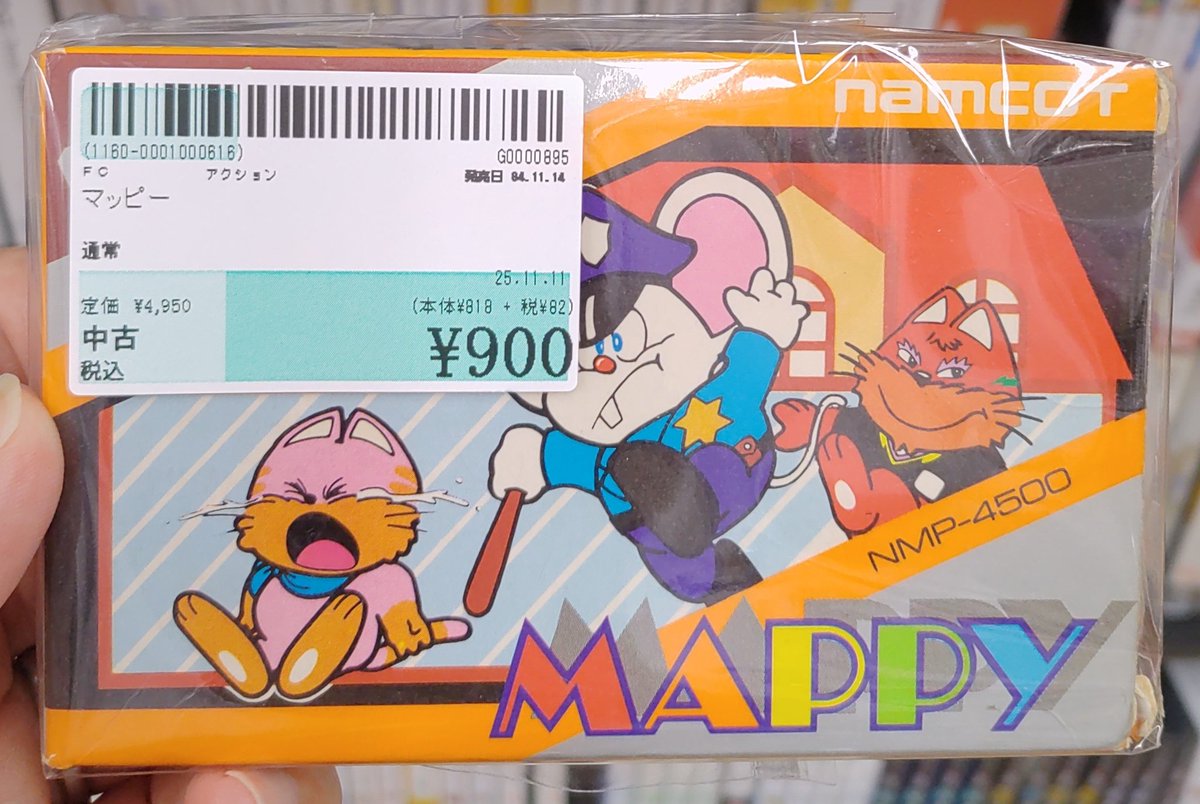 namcoT
(1160-0001000616)
G0000895
FC アクション 発売日 84.11.14
マッピー
通常
25.11.11
定価 ¥4,950 (本体¥818 + 税¥82)
中古
税込 ¥900
NMP-4500
MAPPY